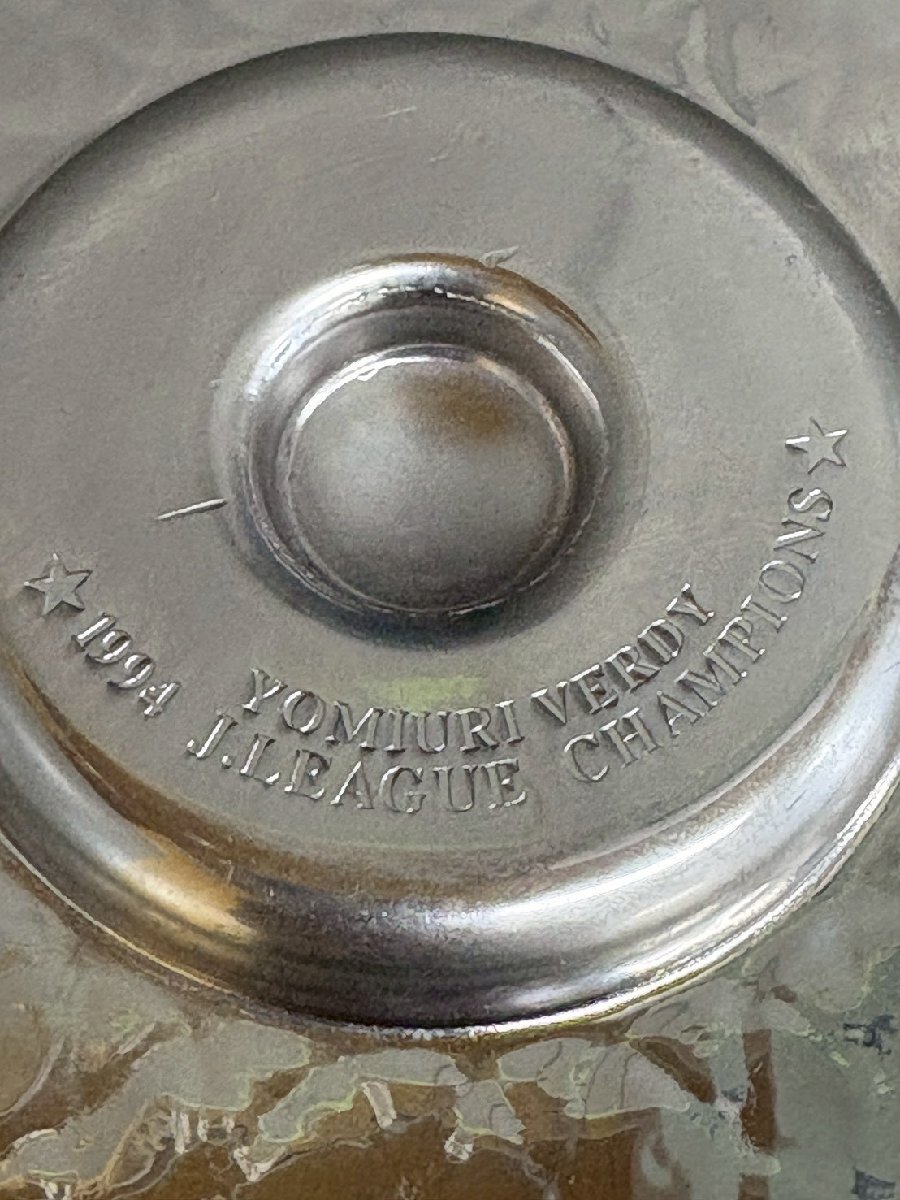 YOMIURI VERDY
☆ 1994 J.LEAGUE CHAMPIONS ☆